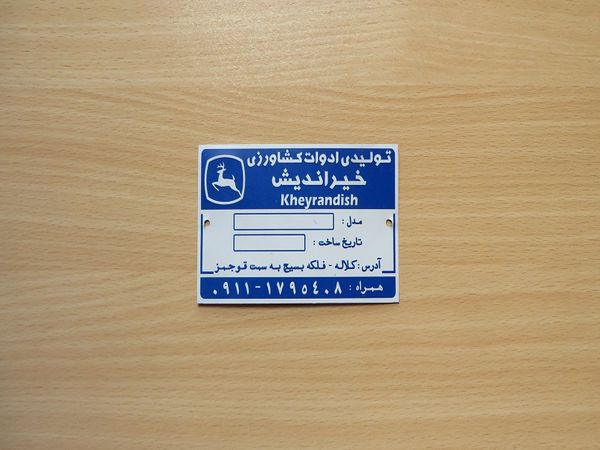 تولیدی ادوات کشاورزی
خیراندیش
Kheyrandish
مدل :
تاریخ ساخت :
آدرس : کلاله - فلکه بسیج به سمت قوجمز
همراه : ۰۹۱۱-۱۷۹۵۴۰۸